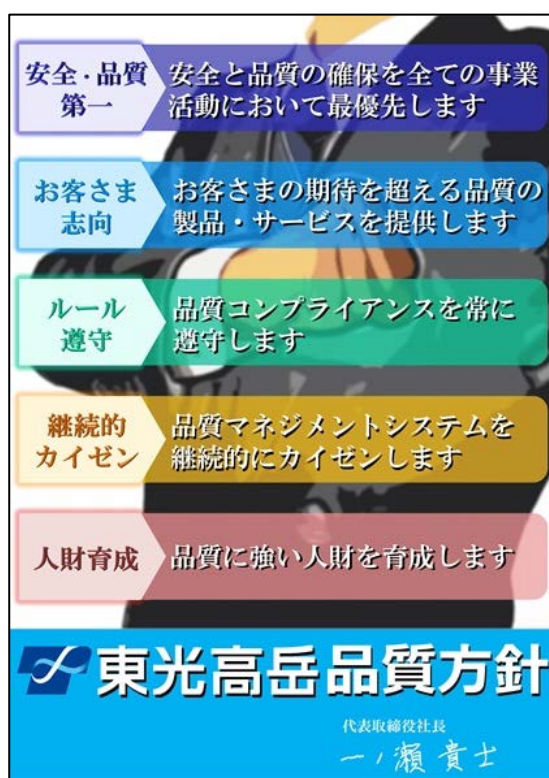 安全・品質
第一
安全と品質の確保を全ての事業
活動において最優先します
お客さま
志向
お客さまの期待を超える品質の
製品・サービスを提供します
ルール
遵守
品質コンプライアンスを常に
遵守します
継続的
カイゼン
品質マネジメントシステムを
継続的にカイゼンします
人財育成
品質に強い人財を育成します
東光高岳品質方針
代表取締役社長
一ノ瀬 貴士